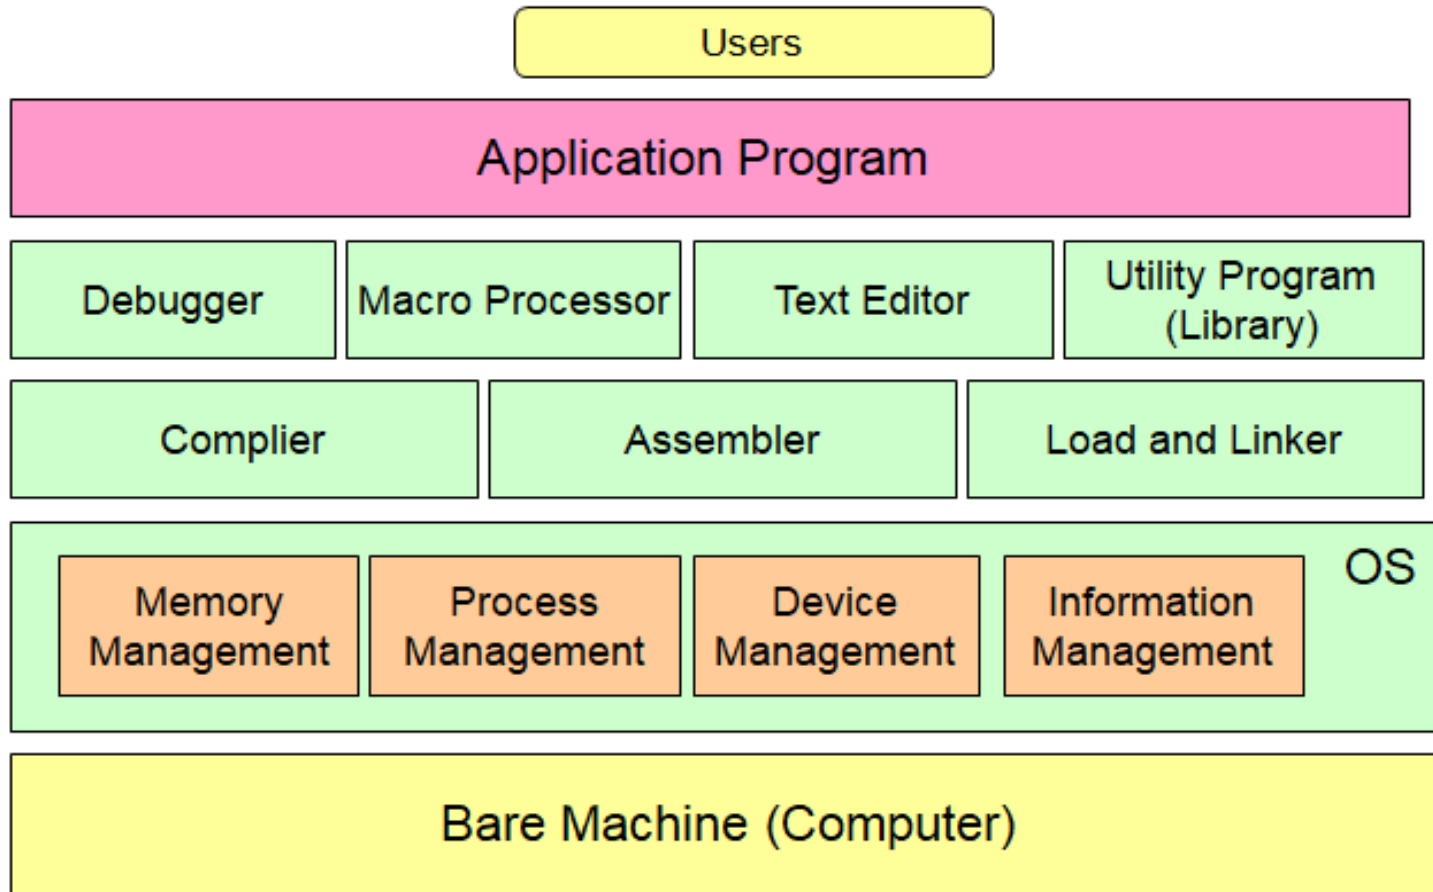 Users
Application Program
Debugger
Macro Processor
Text Editor
Utility Program
(Library)
Complier
Assembler
Load and Linker
OS
Memory
Management
Process
Management
Device
Management
Information
Management
Bare Machine (Computer)